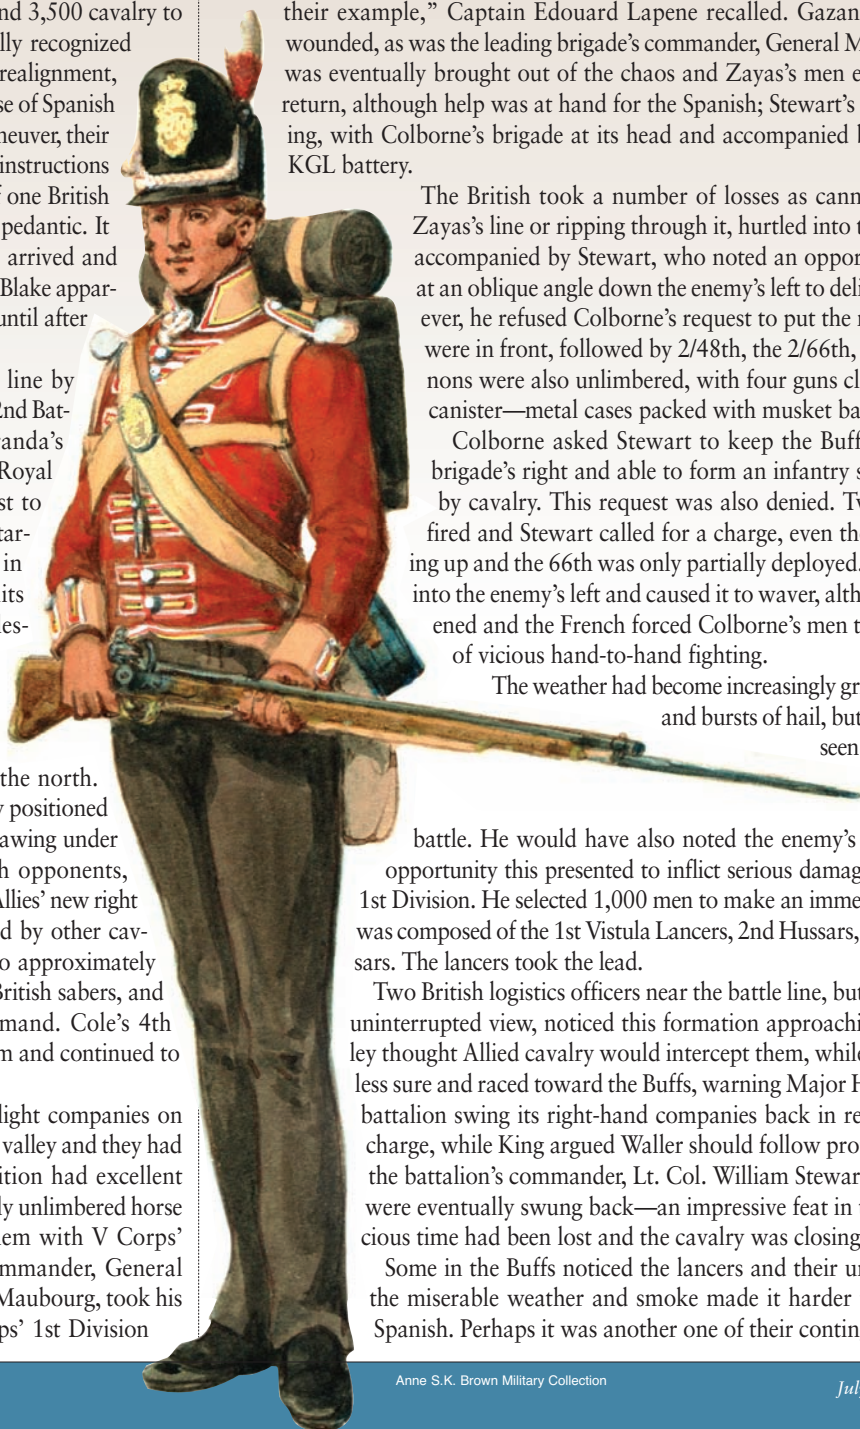 nd 3,500 cavalry to
lly recognized
realignment,
se of Spanish
neuver, their
instructions
f one British
pedantic. It
arrived and
Blake appar-
until after
line by
2nd Bat-
randa's
Royal
st to
tar-
in
its
les-
the north.
y positioned
awing under
h opponents,
Allies' new right
d by other cav-
o approximately
British sabers, and
mand. Cole's 4th
m and continued to
light companies on
valley and they had
ition had excellent
ly unlimbered horse
em with V Corps'
mmander, General
Maubourg, took his
ps' 1st Division
their example,” Captain Edouard Lapene recalled. Gazan
wounded, as was the leading brigade's commander, General M
was eventually brought out of the chaos and Zayas's men e
return, although help was at hand for the Spanish; Stewart's
ing, with Colborne's brigade at its head and accompanied b
KGL battery.
The British took a number of losses as cann
Zayas's line or ripping through it, hurtled into t
accompanied by Stewart, who noted an oppor
at an oblique angle down the enemy's left to deli
ever, he refused Colborne's request to put the r
were in front, followed by 2/48th, the 2/66th,
nons were also unlimbered, with four guns cl
canister—metal cases packed with musket ba
Colborne asked Stewart to keep the Buff
brigade's right and able to form an infantry s
by cavalry. This request was also denied. Tw
fired and Stewart called for a charge, even the
ing up and the 66th was only partially deployed.
into the enemy's left and caused it to waver, alth
ened and the French forced Colborne's men t
of vicious hand-to-hand fighting.
The weather had become increasingly gr
and bursts of hail, but
seen
battle. He would have also noted the enemy's
opportunity this presented to inflict serious damag
1st Division. He selected 1,000 men to make an imme
was composed of the 1st Vistula Lancers, 2nd Hussars,
sars. The lancers took the lead.
Two British logistics officers near the battle line, but
uninterrupted view, noticed this formation approachi
ley thought Allied cavalry would intercept them, while
less sure and raced toward the Buffs, warning Major H
battalion swing its right-hand companies back in re
charge, while King argued Waller should follow pro
the battalion's commander, Lt. Col. William Stewar
were eventually swung back—an impressive feat in
cious time had been lost and the cavalry was closing
Some in the Buffs noticed the lancers and their u
the miserable weather and smoke made it harder
Spanish. Perhaps it was another one of their contin
Anne S.K. Brown Military Collection
July